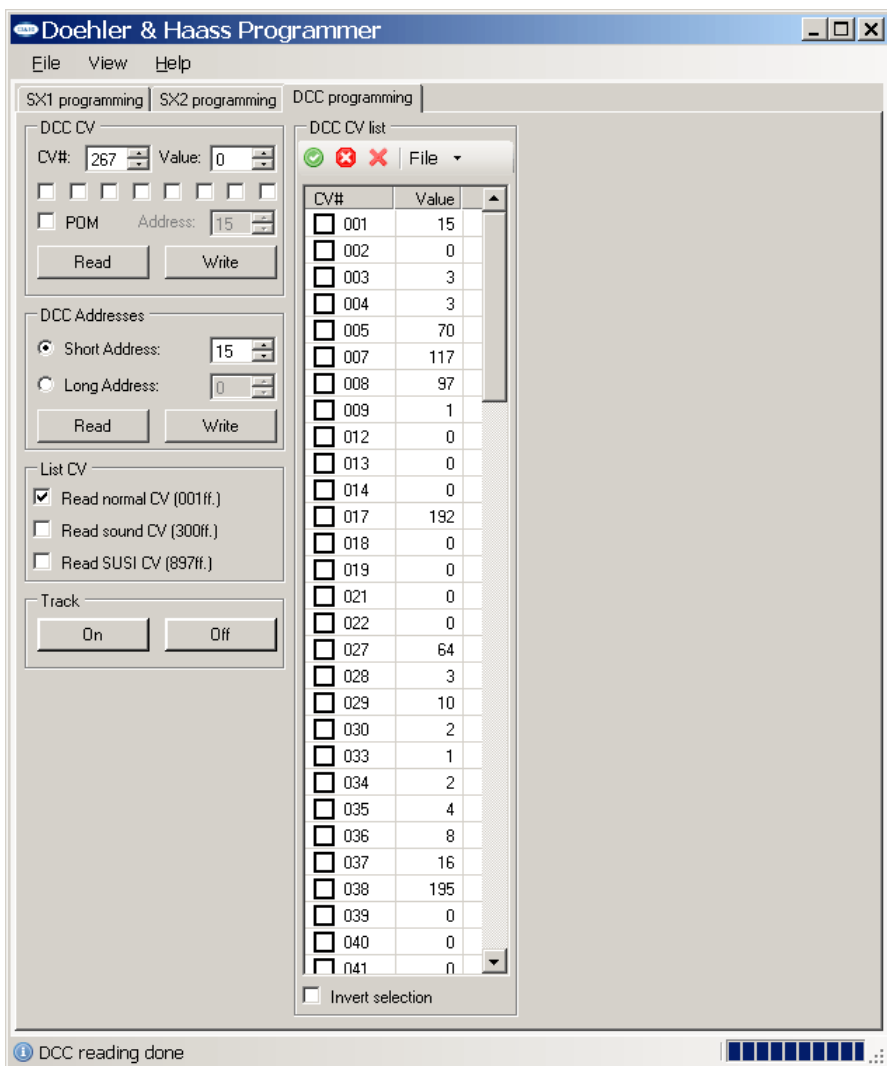 Doehler & Haass Programmer
File View Help
SX1 programming SX2 programming DCC programming
DCC CV
CV#: 267 Value: 0
POM Address: 15
Read Write
DCC Addresses
Short Address: 15
Long Address: 0
Read Write
List CV
Read normal CV (001ff.)
Read sound CV (300ff.)
Read SUSI CV (897ff.)
Track
On Off
DCC CV list
File
CV# Value
001 15
002 0
003 3
004 3
005 70
007 117
008 97
009 1
012 0
013 0
014 0
017 192
018 0
019 0
021 0
022 0
027 64
028 3
029 10
030 2
033 1
034 2
035 4
036 8
037 16
038 195
039 0
040 0
041 0
Invert selection
DCC reading done